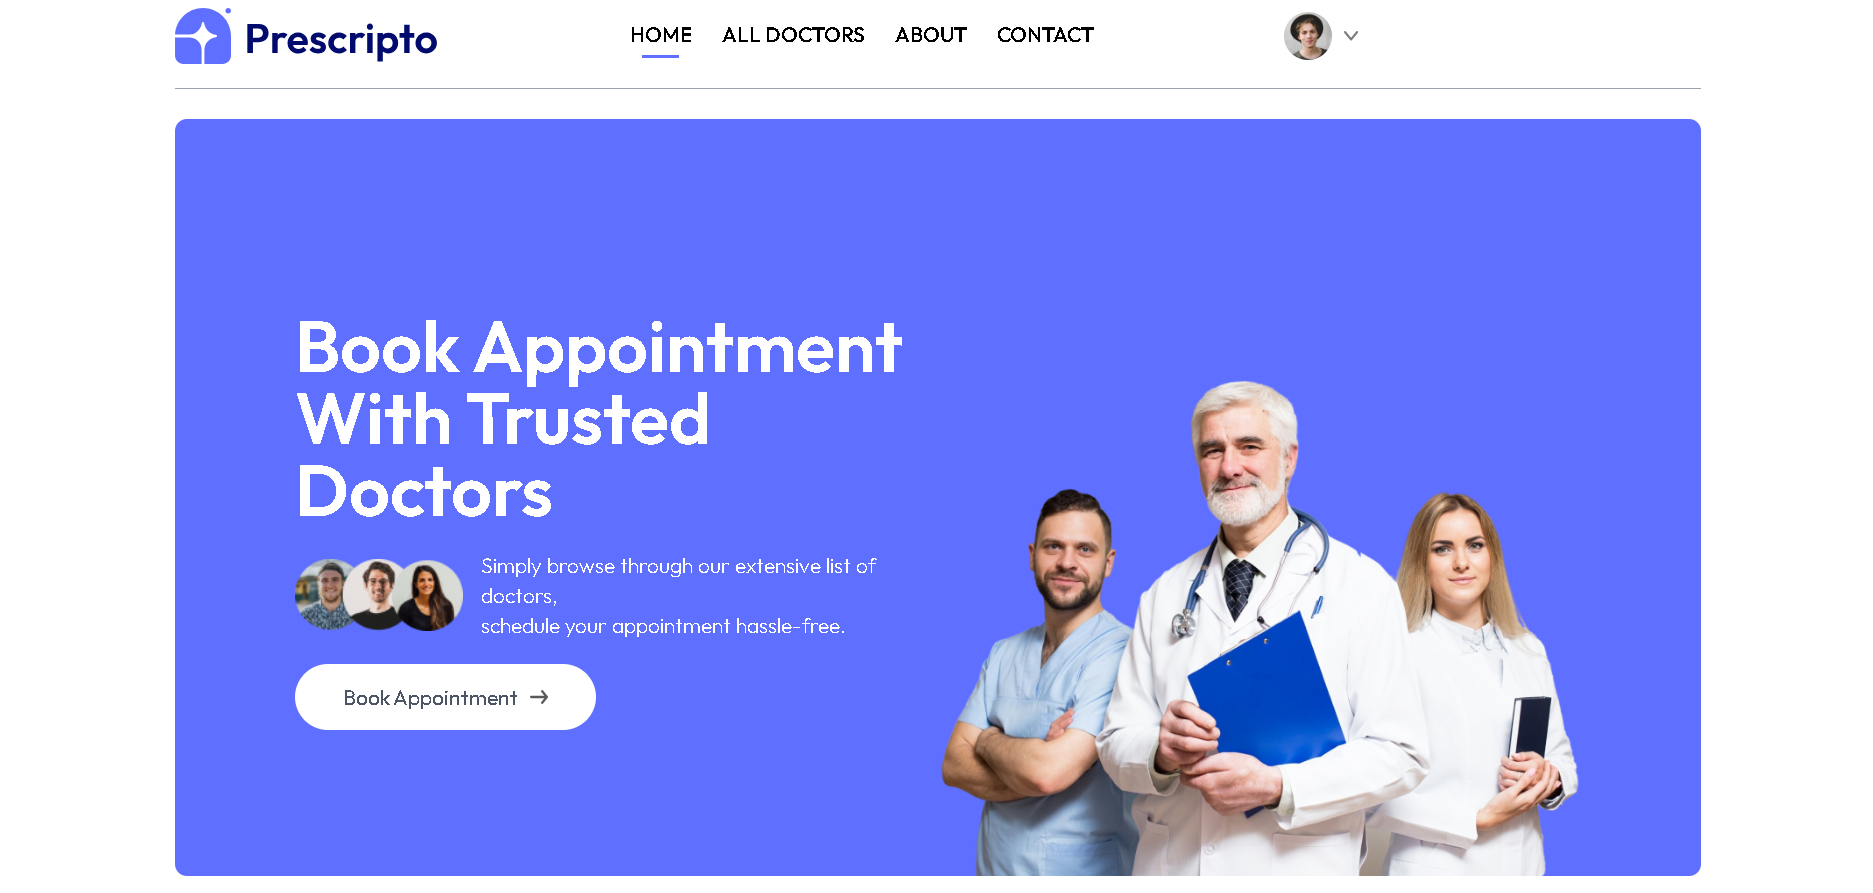 Prescripto
HOME ALL DOCTORS ABOUT CONTACT
Book Appointment
With Trusted
Doctors
Simply browse through our extensive list of
doctors,
schedule your appointment hassle-free.
Book Appointment